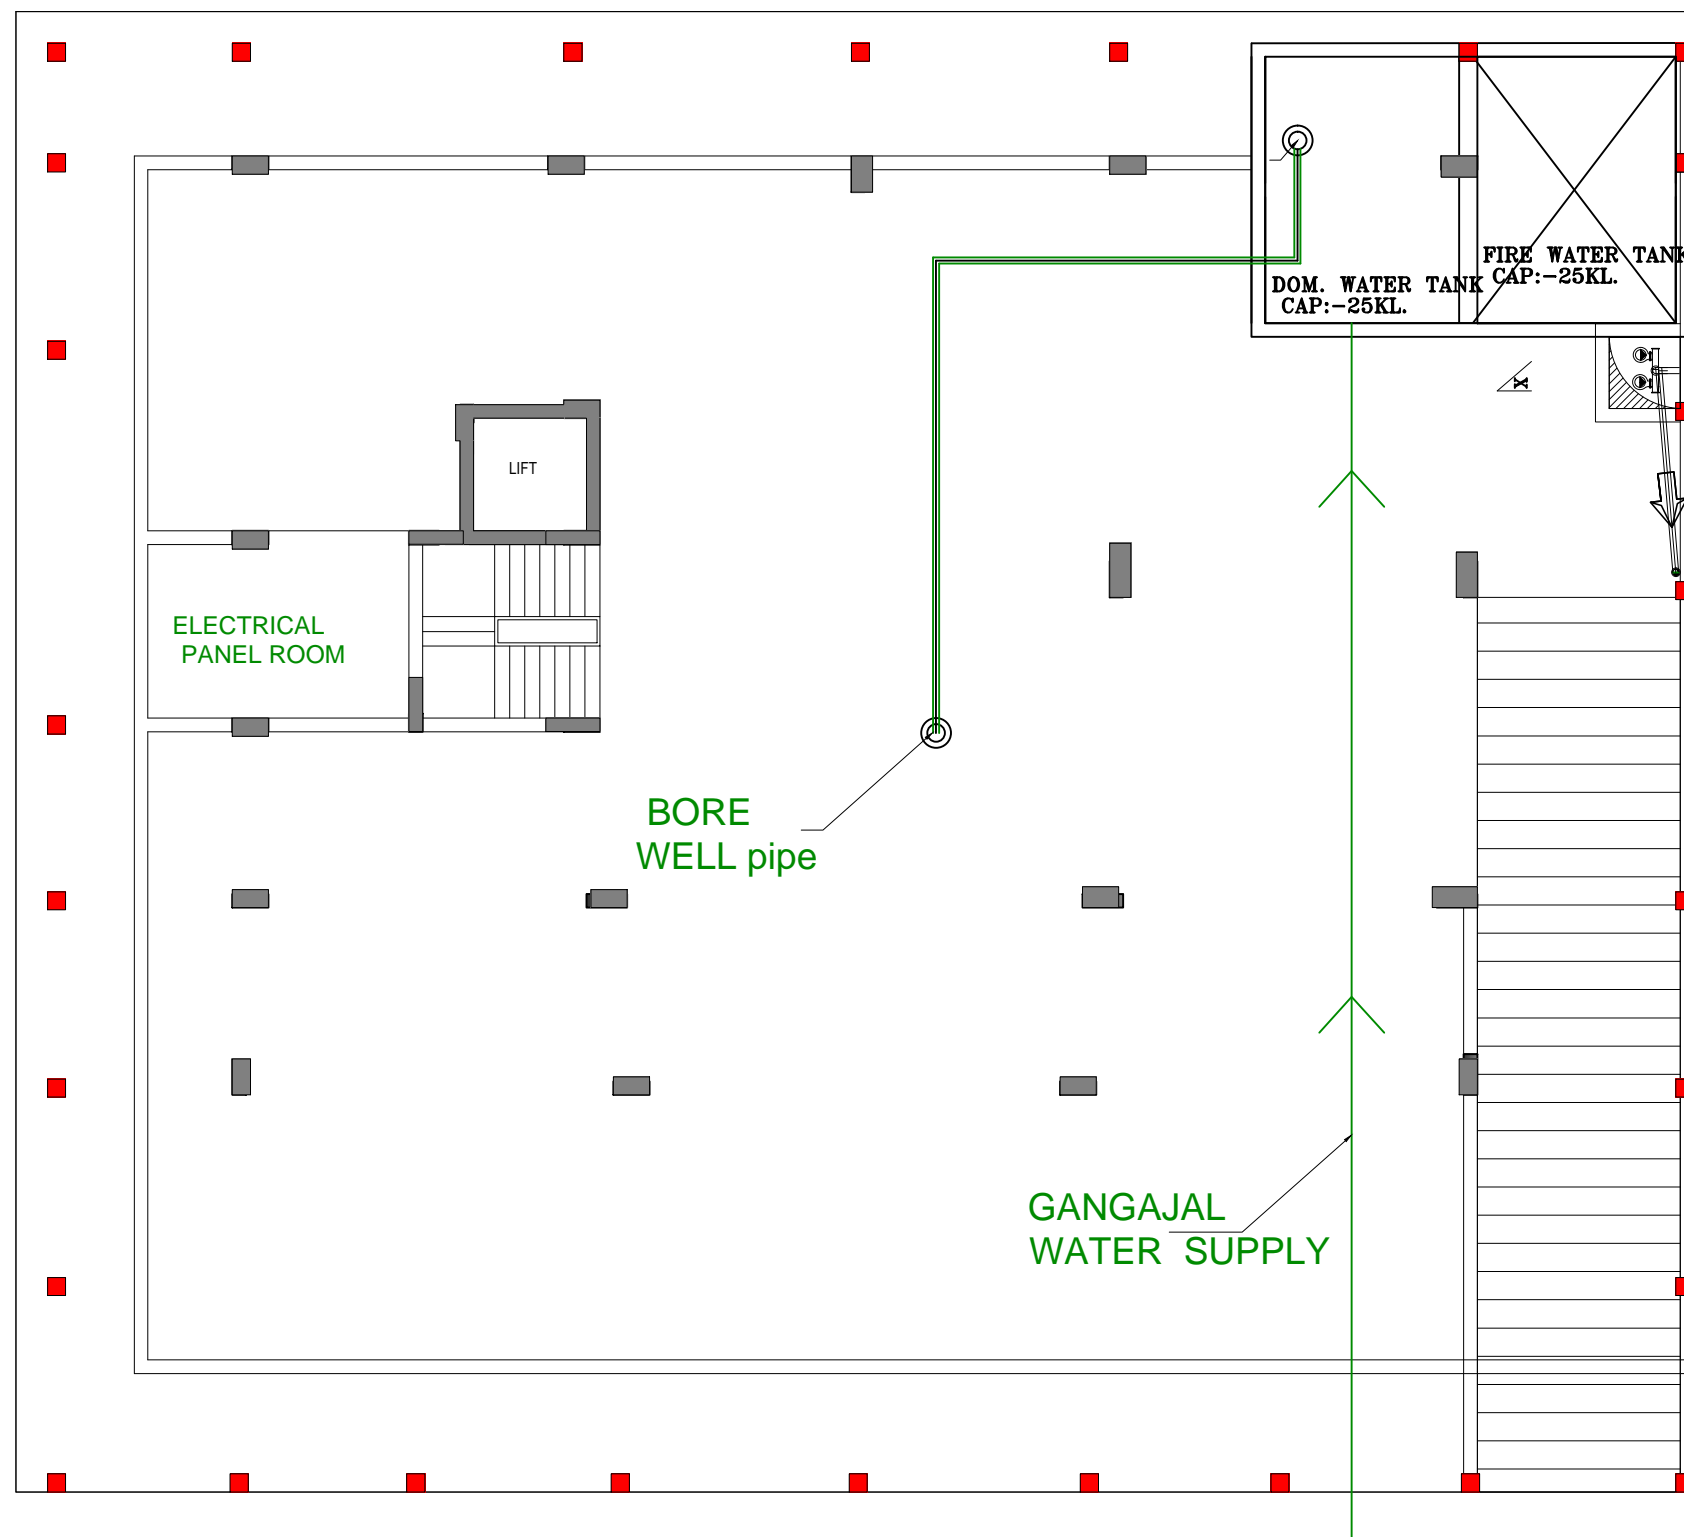 FIRE WATER TANK
CAP:-25KL.
DOM. WATER TANK
CAP:-25KL.
X
LIFT
ELECTRICAL
PANEL ROOM
BORE
WELL pipe
GANGAJAL
WATER SUPPLY